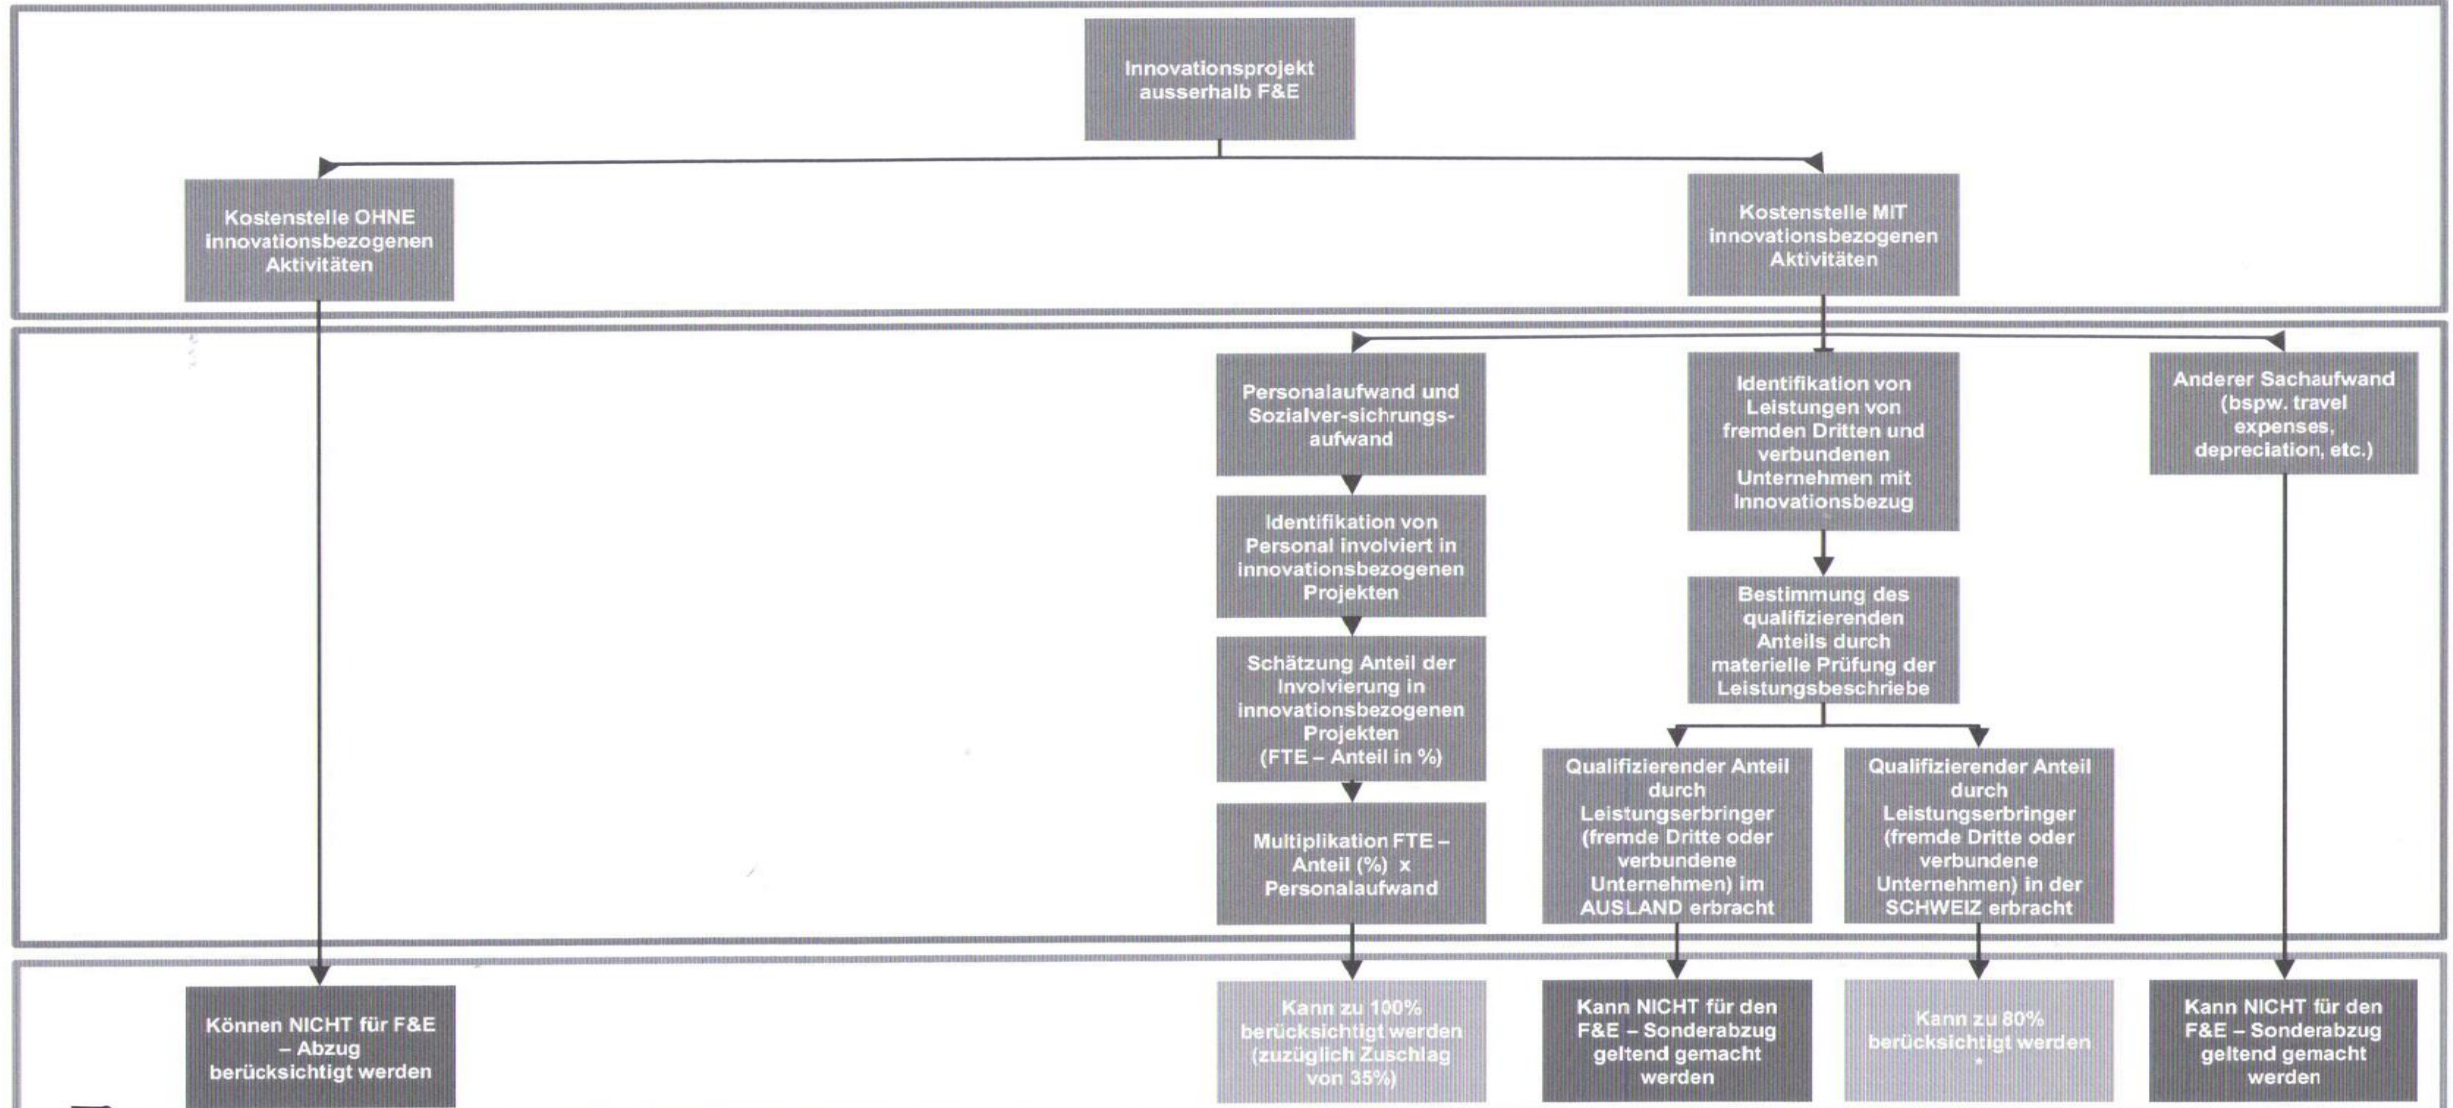 Innovationsprojekt
ausserhalb F&E
Kostenstelle OHNE
innovationsbezogenen
Aktivitäten
Kostenstelle MIT
innovationsbezogenen
Aktivitäten
Personalaufwand und
Sozialver-sichrungs-
aufwand
Identifikation von
Leistungen von
fremden Dritten und
verbundenen
Unternehmen mit
Innovationsbezug
Anderer Sachaufwand
(bspw. travel
expenses,
depreciation, etc.)
Identifikation von
Personal involviert in
innovationsbezogenen
Projekten
Bestimmung des
qualifizierenden
Anteils durch
materielle Prüfung der
Leistungsbeschriebe
Schätzung Anteil der
Involvierung in
innovationsbezogenen
Projekten
(FTE – Anteil in %)
Multiplikation FTE –
Anteil (%) x
Personalaufwand
Qualifizierender Anteil
durch
Leistungserbringer
(fremde Dritte oder
verbundene
Unternehmen) im
AUSLAND erbracht
Qualifizierender Anteil
durch
Leistungserbringer
(fremde Dritte oder
verbundene
Unternehmen) in der
SCHWEIZ erbracht
Können NICHT für F&E
– Abzug
berücksichtigt werden
Kann zu 100%
berücksichtigt werden
(zuzüglich Zuschlag
von 35%)
Kann NICHT für den
F&E – Sonderabzug
geltend gemacht
werden
Kann zu 80%
berücksichtigt werden
*
Kann NICHT für den
F&E – Sonderabzug
geltend gemacht
werden